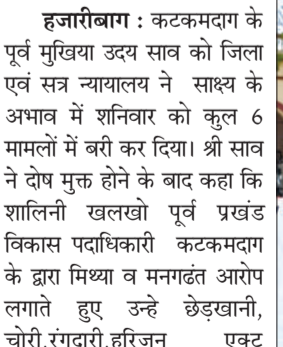 हजारीबाग : कटकमदाग के
पूर्व मुखिया उदय साव को जिला
एवं सत्र न्यायालय ने साक्ष्य के
अभाव में शनिवार को कुल 6
मामलों में बरी कर दिया। श्री साव
ने दोष मुक्त होने के बाद कहा कि
शालिनी खलखो पूर्व प्रखंड
विकास पदाधिकारी कटकमदाग
के द्वारा मिथ्या व मनगढंत आरोप
लगाते हुए उन्हे छेड़खानी,
चोरी,रंगदारी,हरिजन एक्ट